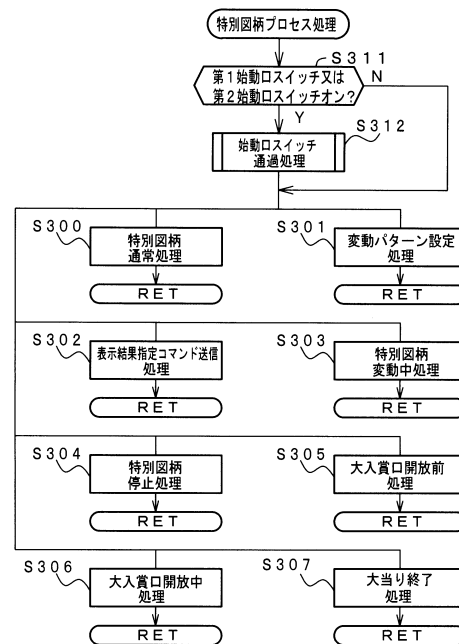 特別図柄プロセス処理
S311
第1始動口スイッチ又は
第2始動口スイッチオン?
N
Y
S312
始動口スイッチ
通過処理
S300
特別図柄
通常処理
RET
S301
変動パターン設定
処理
RET
S302
表示結果指定コマンド送信
処理
RET
S303
特別図柄
変動中処理
RET
S304
特別図柄
停止処理
RET
S305
大入賞口開放前
処理
RET
S306
大入賞口開放中
処理
RET
S307
大当り終了
処理
RET